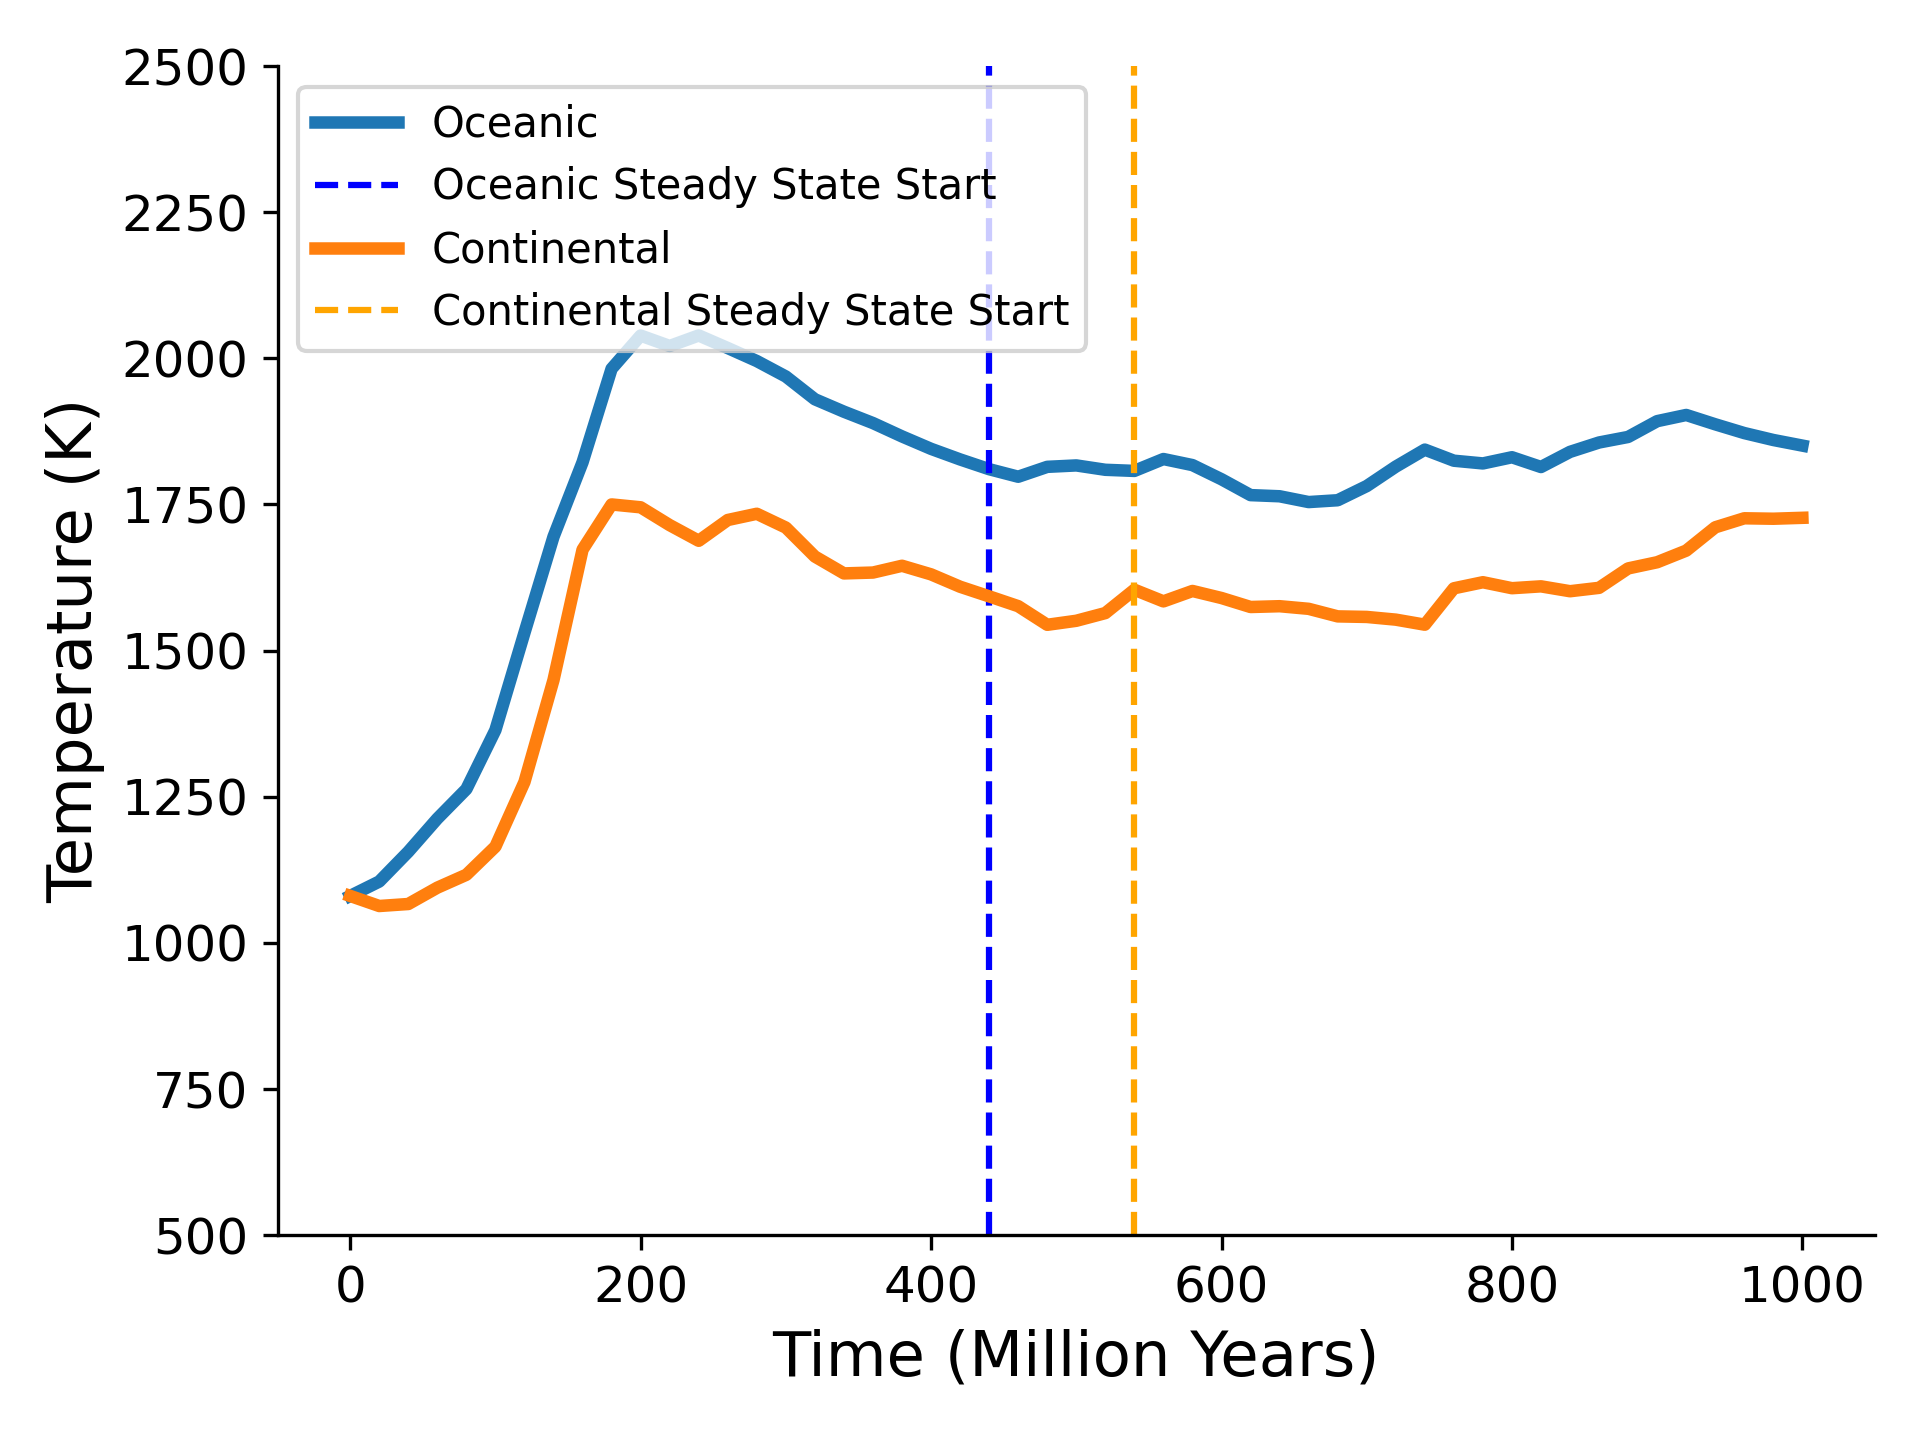 2500
2250
2000
1750
1500
1250
1000
750
500
Temperature (K)
Oceanic
Oceanic Steady State Start
Continental
Continental Steady State Start
0 200 400 600 800 1000
Time (Million Years)